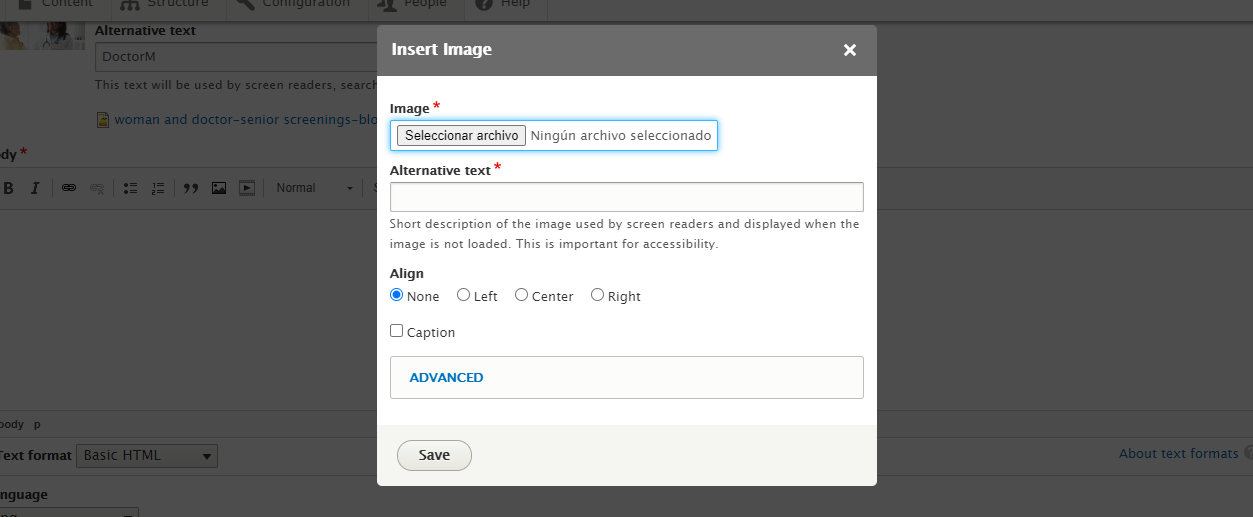 Content Structure Configuration People Help
Alternative text
DoctorM
This text will be used by screen readers, search
woman and doctor-senior screenings-blo
ody *
B I Normal S
body p
Text format Basic HTML
About text formats
nguage
Insert Image ×
Image *
Seleccionar archivo Ningún archivo seleccionado
Alternative text *
Short description of the image used by screen readers and displayed when the
image is not loaded. This is important for accessibility.
Align
None Left Center Right
Caption
ADVANCED
Save